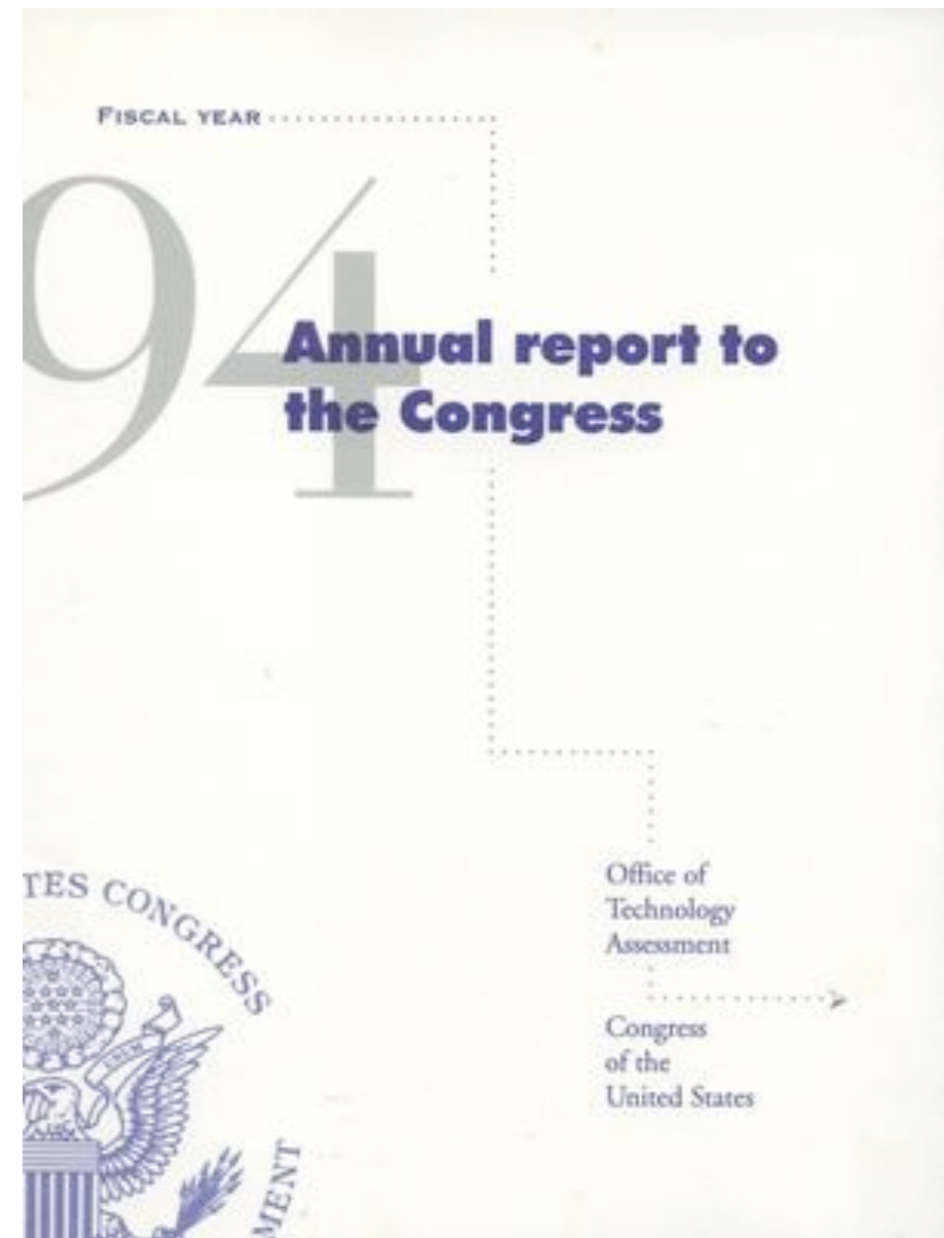 FISCAL YEAR
94
Annual report to
the Congress
Office of
Technology
Assessment
Congress
of the
United States
TES CONGRESS
MENT